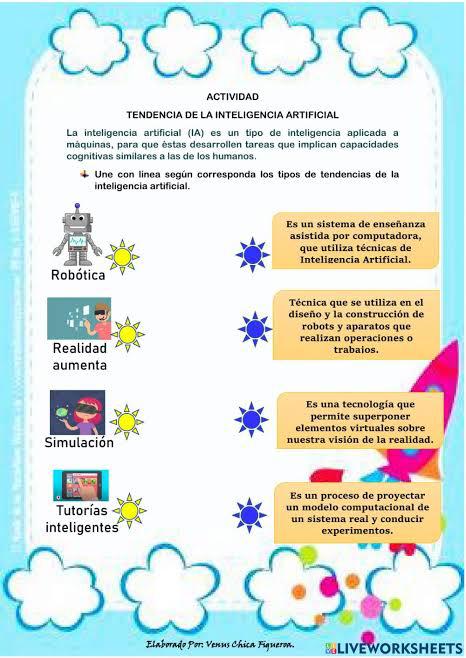 ACTIVIDAD
TENDENCIA DE LA INTELIGENCIA ARTIFICIAL
La inteligencia artificial (IA) es un tipo de inteligencia aplicada a
màquinas, para que èstas desarrollen tareas que implican capacidades
cognitivas similares a las de los humanos.
Une con linea según corresponda los tipos de tendencias de la
inteligencia artificial.
Robótica
Es un sistema de enseñanza
asistida por computadora,
que utiliza técnicas de
Inteligencia Artificial.
Realidad
aumenta
Técnica que se utiliza en el
diseño y la construcción de
robots y aparatos que
realizan operaciones o
trabajos.
Simulación
Es una tecnología que
permite superponer
elementos virtuales sobre
nuestra visión de la realidad.
Tutorías
inteligentes
Es un proceso de proyectar
un modelo computacional de
un sistema real y conducir
experimentos.
Elaborado Por: Venus Chica Figueroa.
LIVEWORKSHEETS